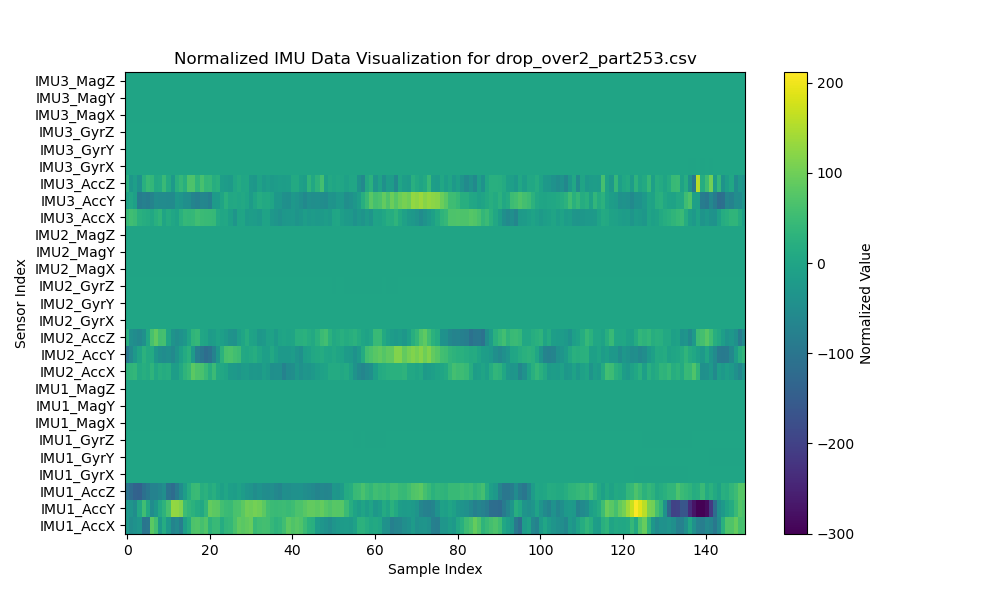 Normalized IMU Data Visualization for drop_over2_part253.csv
IMU3_MagZ
IMU3_MagY
IMU3_MagX
IMU3_GyrZ
IMU3_GyrY
IMU3_GyrX
IMU3_AccZ
IMU3_AccY
IMU3_AccX
IMU2_MagZ
IMU2_MagY
IMU2_MagX
IMU2_GyrZ
IMU2_GyrY
IMU2_GyrX
IMU2_AccZ
IMU2_AccY
IMU2_AccX
IMU1_MagZ
IMU1_MagY
IMU1_MagX
IMU1_GyrZ
IMU1_GyrY
IMU1_GyrX
IMU1_AccZ
IMU1_AccY
IMU1_AccX
Sensor Index
0 20 40 60 80 100 120 140
Sample Index
200
100
0
−100
−200
−300
Normalized Value